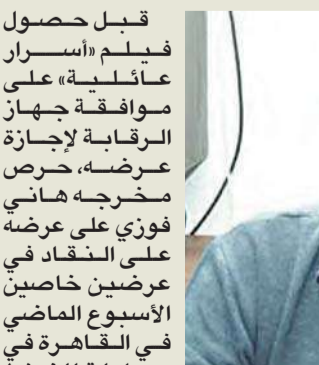 قبل حصول
فيلم «أسرار
عائلية» على
موافقة جهاز
الرقابة لإجازة
عرضه، حرص
مخرجه هاني
فوزي على عرضه
على النقاد في
عرضين خاصين
الأسبوع الماضي
في القاهرة في